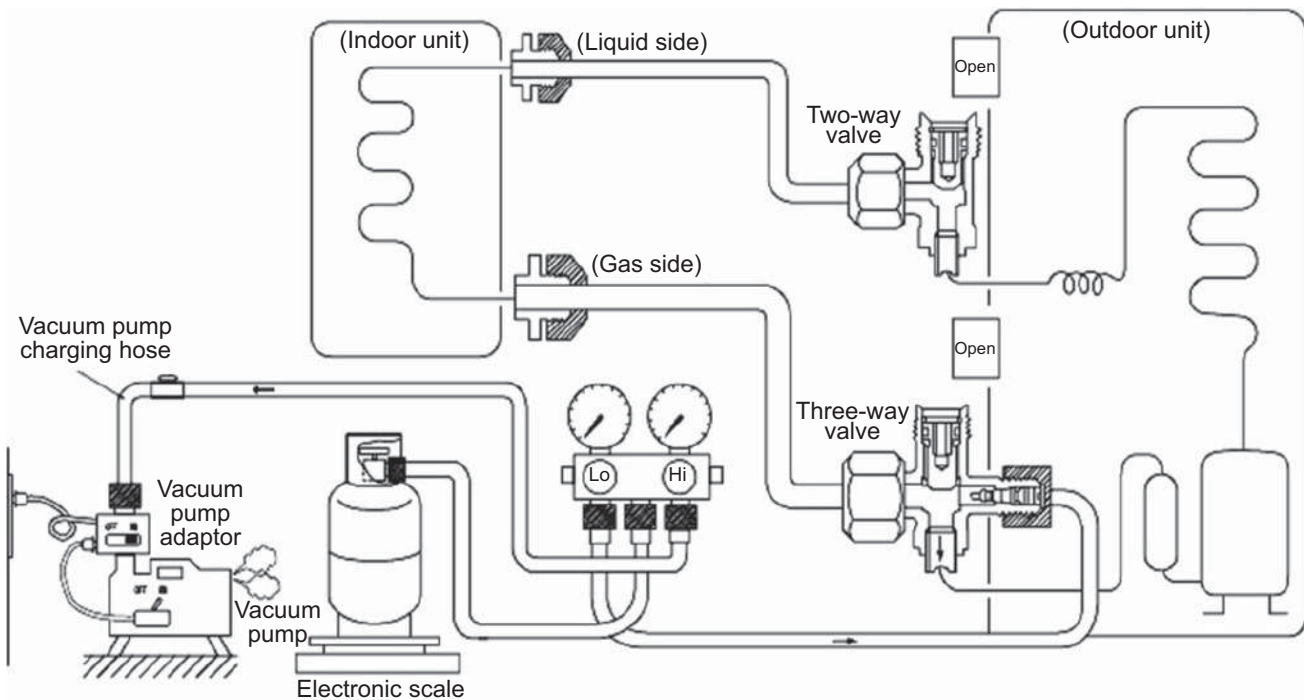 (Indoor unit)
(Liquid side)
Open
(Outdoor unit)
Two-way
valve
(Gas side)
Open
Vacuum pump
charging hose
Three-way
valve
Lo
Hi
Vacuum
pump
adaptor
Vacuum
pump
Electronic scale